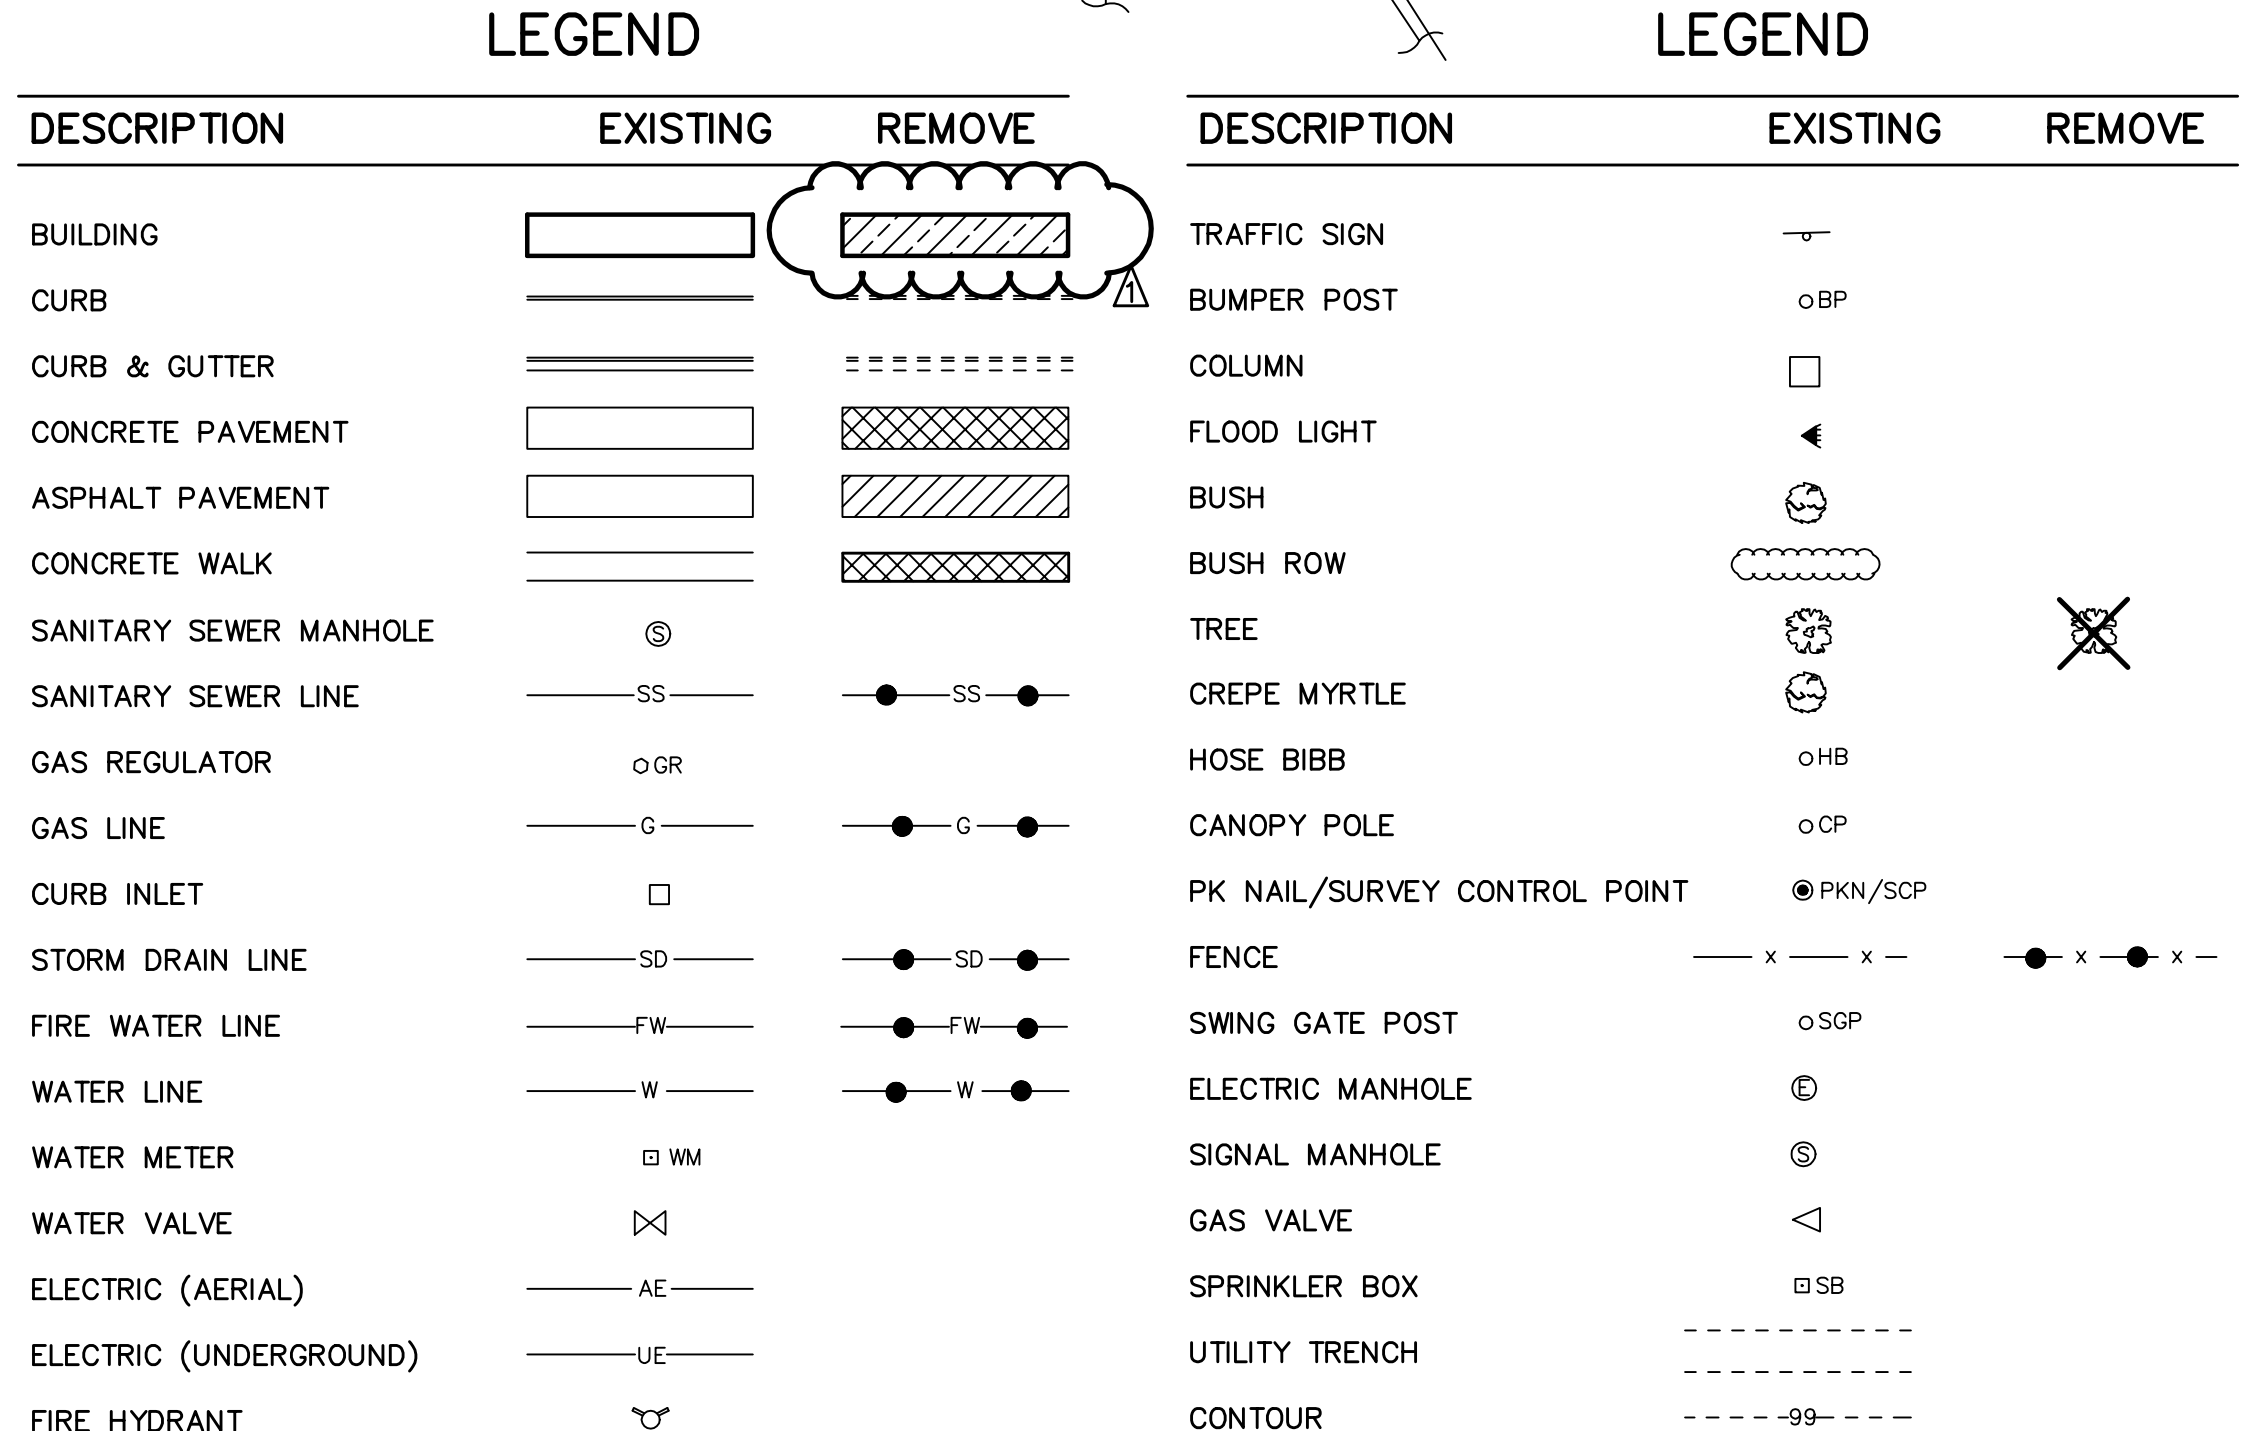 LEGEND
DESCRIPTION EXISTING REMOVE
BUILDING
1
CURB
CURB & GUTTER
CONCRETE PAVEMENT
ASPHALT PAVEMENT
CONCRETE WALK
SANITARY SEWER MANHOLE S
SANITARY SEWER LINE SS SS
GAS REGULATOR GR
GAS LINE G G
CURB INLET
STORM DRAIN LINE SD SD
FIRE WATER LINE FW FW
WATER LINE W W
WATER METER WM
WATER VALVE
ELECTRIC (AERIAL) AE
ELECTRIC (UNDERGROUND) UE
FIRE HYDRANT
LEGEND
DESCRIPTION EXISTING REMOVE
TRAFFIC SIGN
BUMPER POST BP
COLUMN
FLOOD LIGHT
BUSH
BUSH ROW
TREE
CREPE MYRTLE
HOSE BIBB HB
CANOPY POLE CP
PK NAIL/SURVEY CONTROL POINT PKN/SCP
FENCE x x x x
SWING GATE POST SGP
ELECTRIC MANHOLE E
SIGNAL MANHOLE S
GAS VALVE
SPRINKLER BOX SB
UTILITY TRENCH
CONTOUR 99